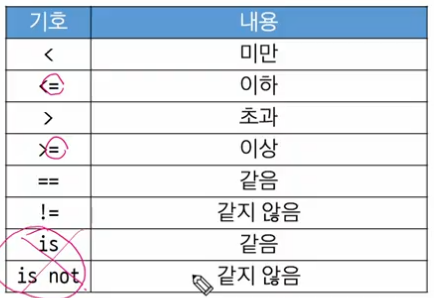 기호 내용
< 미만
<= 이하
> 초과
>= 이상
== 같음
!= 같지 않음
is 같음
is not 같지 않음